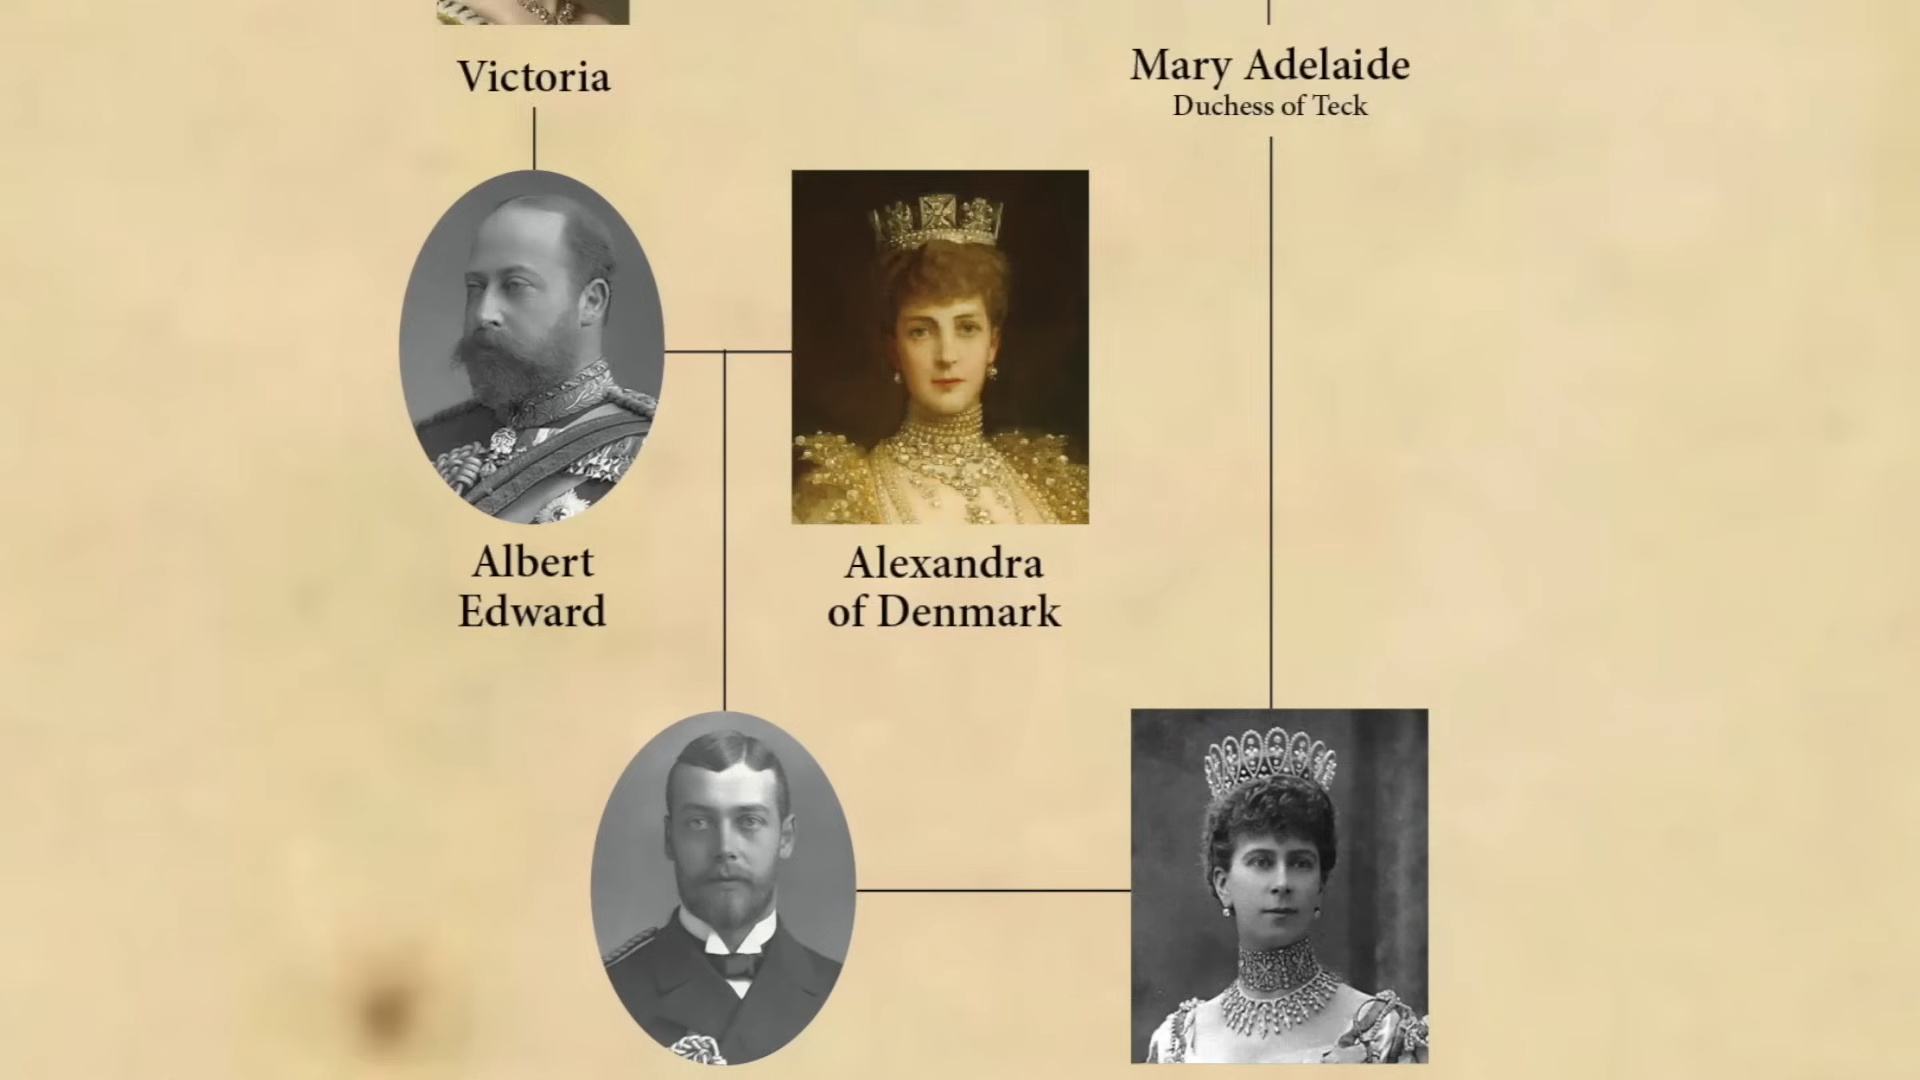 Victoria
Mary Adelaide
Duchess of Teck
Albert
Edward
Alexandra
of Denmark